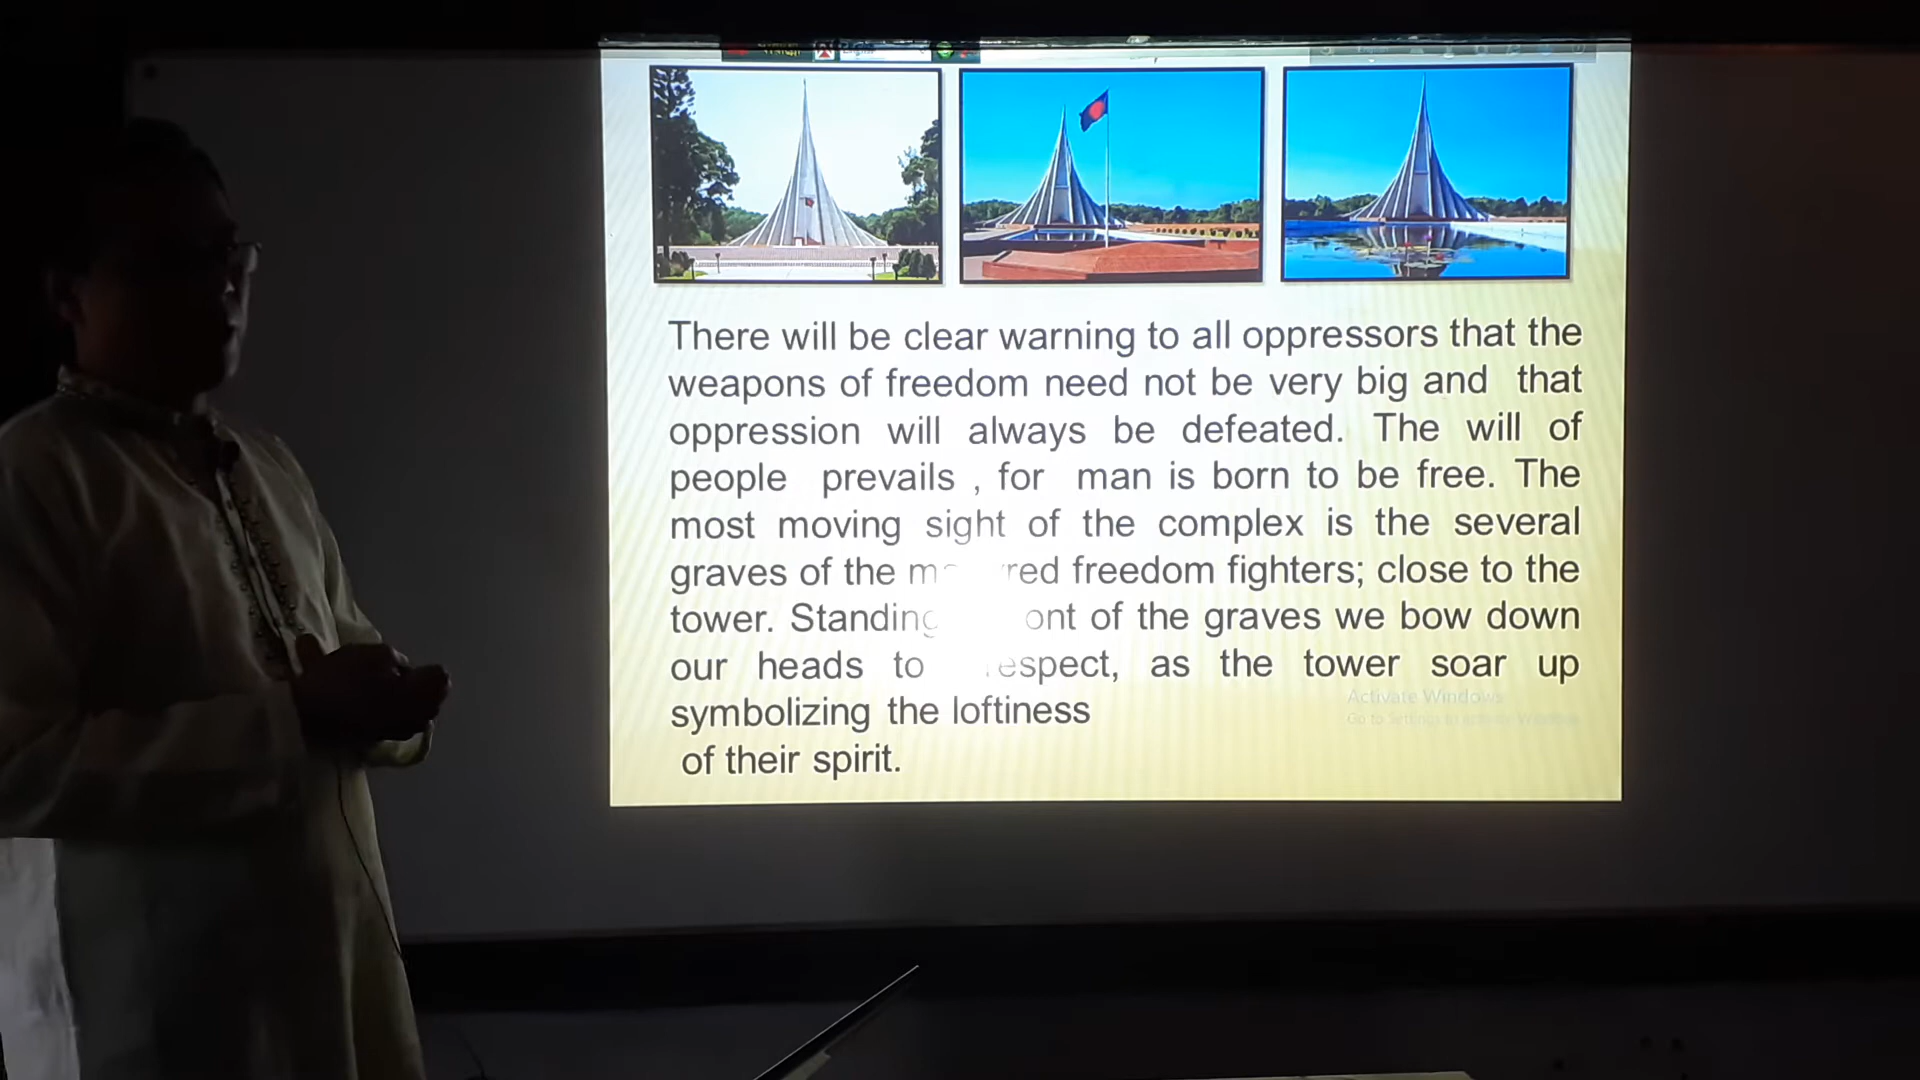 There will be clear warning to all oppressors that the
weapons of freedom need not be very big and that
oppression will always be defeated. The will of
people prevails , for man is born to be free. The
most moving sight of the complex is the several
graves of the freedom fighters; close to the
tower. Standing of the graves we bow down
our heads to respect, as the tower soar up
Activate Windows
symbolizing the loftiness
Go to Settings to activate Windows.
of their spirit.